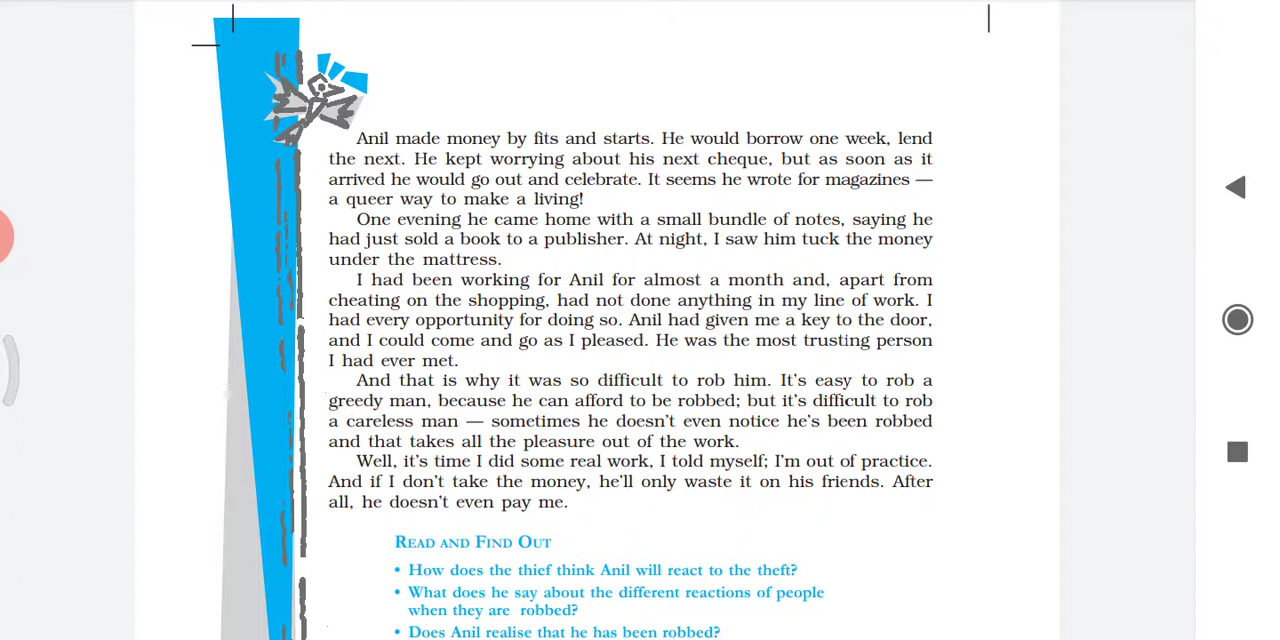 Anil made money by fits and starts. He would borrow one week, lend
the next. He kept worrying about his next cheque, but as soon as it
arrived he would go out and celebrate. It seems he wrote for magazines —
a queer way to make a living!
One evening he came home with a small bundle of notes, saying he
had just sold a book to a publisher. At night, I saw him tuck the money
under the mattress.
I had been working for Anil for almost a month and, apart from
cheating on the shopping, had not done anything in my line of work. I
had every opportunity for doing so. Anil had given me a key to the door,
and I could come and go as I pleased. He was the most trusting person
I had ever met.
And that is why it was so difficult to rob him. It's easy to rob a
greedy man, because he can afford to be robbed; but it's difficult to rob
a careless man — sometimes he doesn't even notice he's been robbed
and that takes all the pleasure out of the work.
Well, it's time I did some real work, I told myself; I'm out of practice.
And if I don't take the money, he'll only waste it on his friends. After
all, he doesn't even pay me.
READ AND FIND OUT
• How does the thief think Anil will react to the theft?
• What does he say about the different reactions of people
when they are robbed?
• Does Anil realise that he has been robbed?